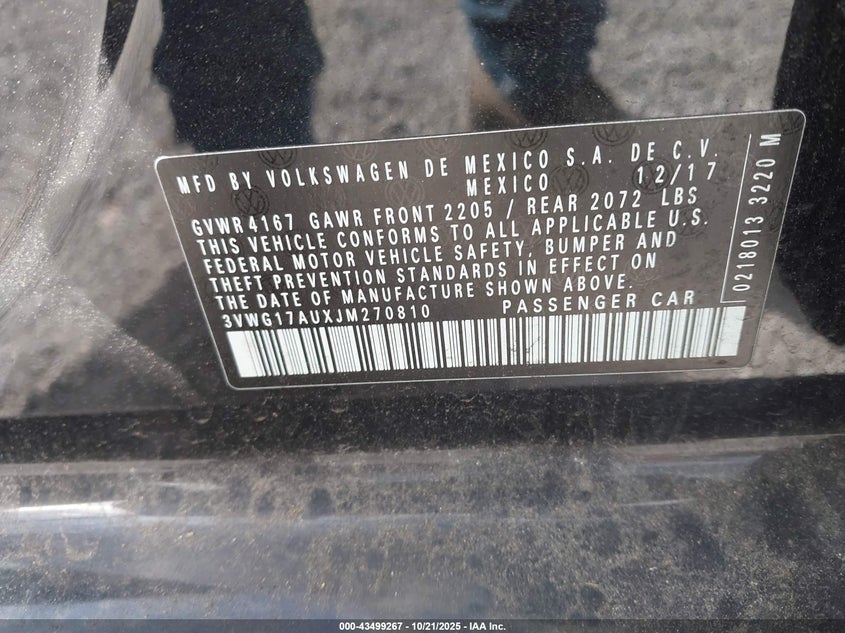 MFD BY VOLKSWAGEN DE MEXICO S.A. DE C.V.
MEXICO 12/17
GVWR4167 GAWR FRONT 2205 / REAR 2072 LBS
THIS VEHICLE CONFORMS TO ALL APPLICABLE U.S.
FEDERAL MOTOR VEHICLE SAFETY, BUMPER AND
THEFT PREVENTION STANDARDS IN EFFECT ON
THE DATE OF MANUFACTURE SHOWN ABOVE.
3VWG17AUXJM270810 PASSENGER CAR
0218013 3220 M
000-43499267 - 10/21/2025 - IAA Inc.